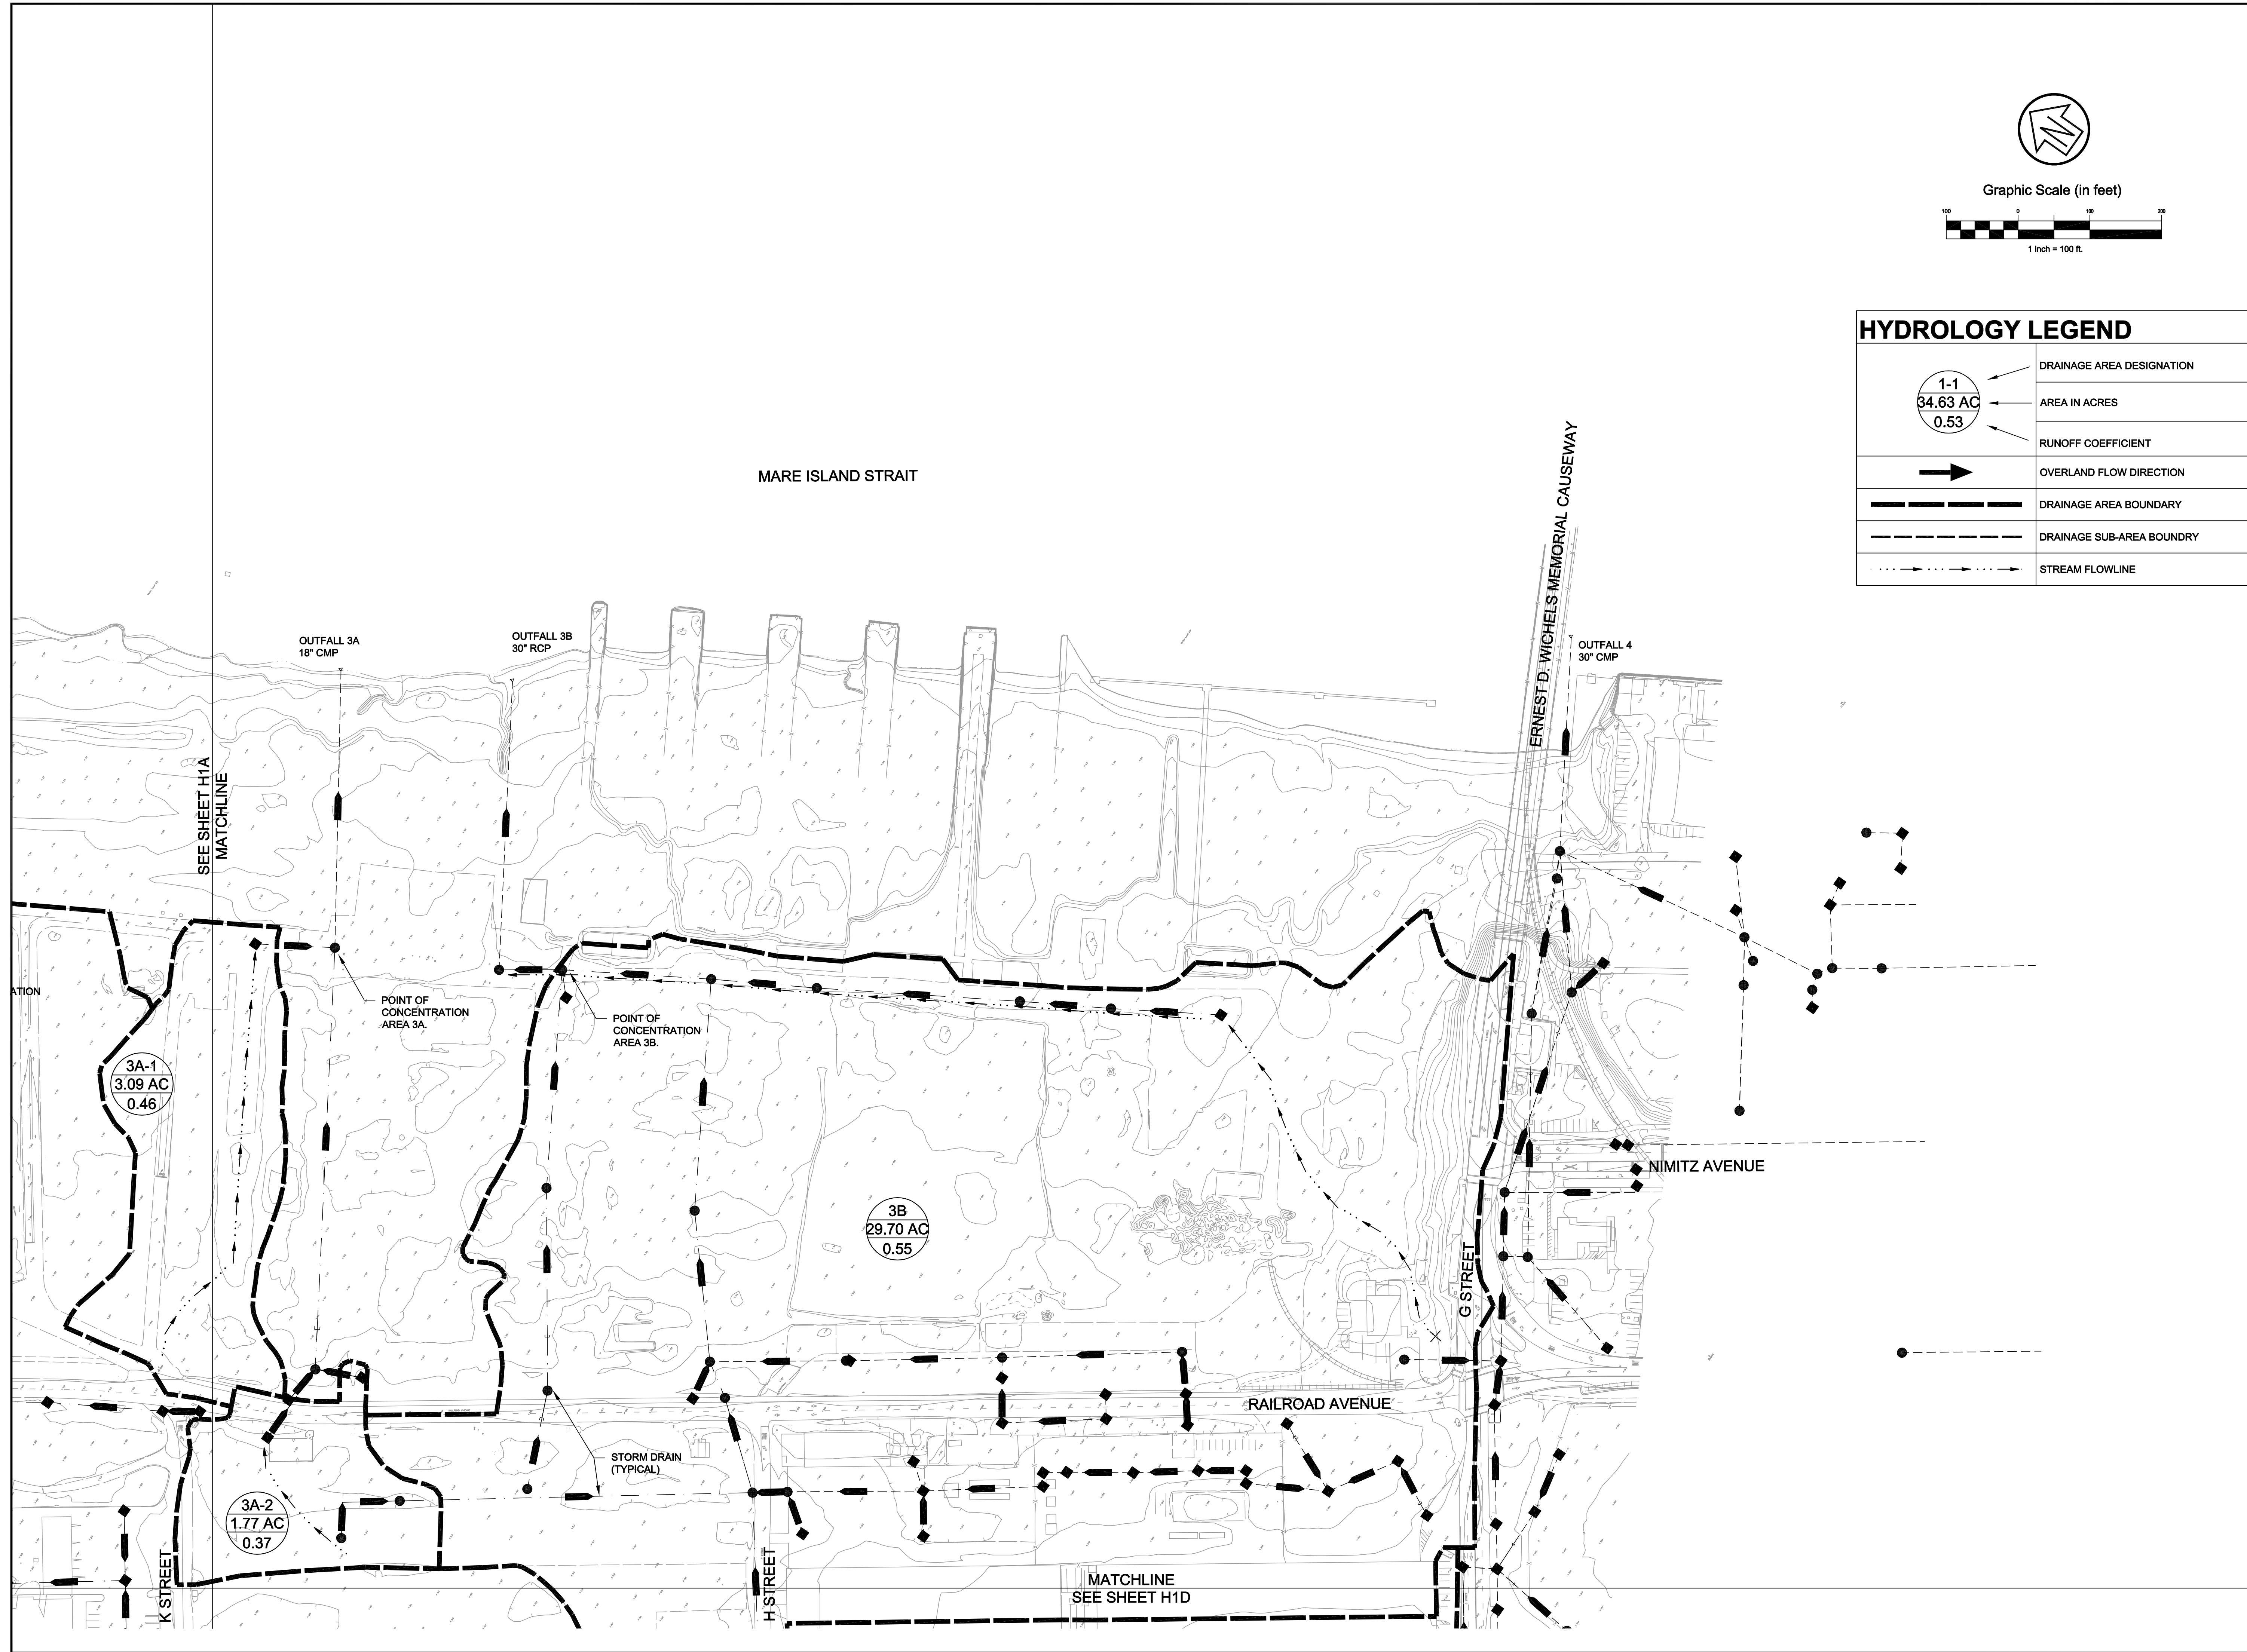 N
Graphic Scale (in feet)
100 0 100 200
1 inch = 100 ft.
HYDROLOGY LEGEND
1-1
34.63 AC
0.53
DRAINAGE AREA DESIGNATION
AREA IN ACRES
RUNOFF COEFFICIENT
OVERLAND FLOW DIRECTION
DRAINAGE AREA BOUNDARY
DRAINAGE SUB-AREA BOUNDRY
STREAM FLOWLINE
MARE ISLAND STRAIT
ERNEST D. WICHELS MEMORIAL CAUSEWAY
OUTFALL 3A
18" CMP
OUTFALL 3B
30" RCP
OUTFALL 4
30" CMP
SEE SHEET H1A
MATCHLINE
ATION
POINT OF
CONCENTRATION
AREA 3A.
POINT OF
CONCENTRATION
AREA 3B.
3A-1
3.09 AC
0.46
3B
29.70 AC
0.55
NIMITZ AVENUE
G STREET
RAILROAD AVENUE
STORM DRAIN
(TYPICAL)
3A-2
1.77 AC
0.37
K STREET
H STREET
MATCHLINE
SEE SHEET H1D